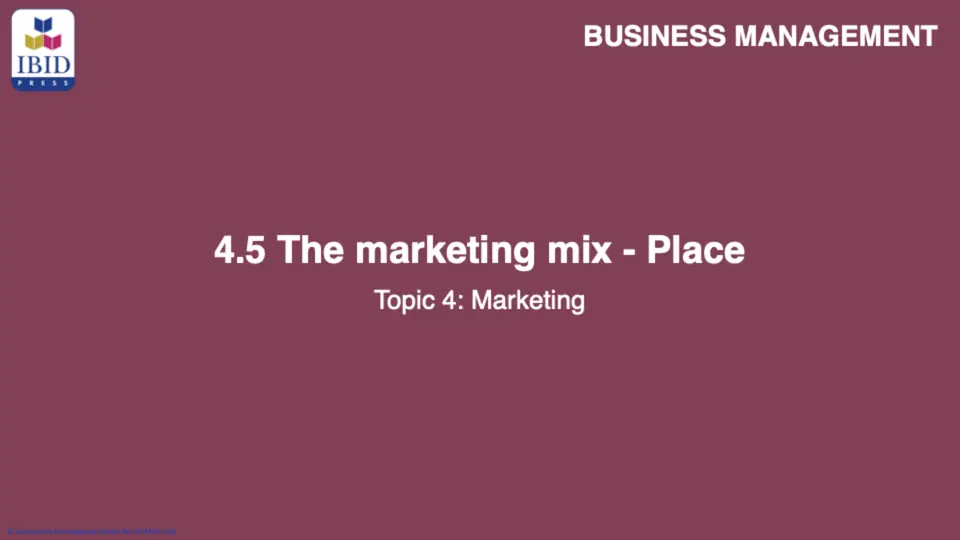 IBID
PRESS
BUSINESS MANAGEMENT
4.5 The marketing mix - Place
Topic 4: Marketing